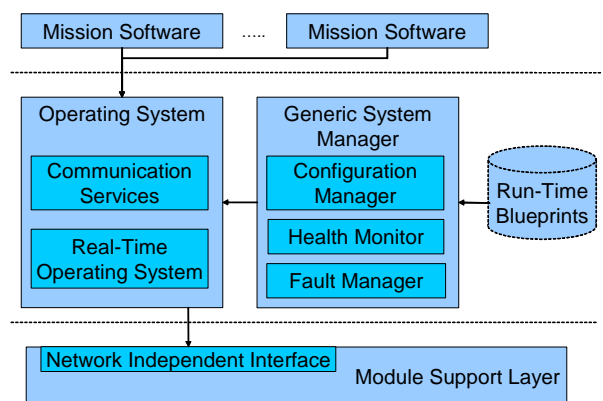 Mission Software ..... Mission Software
Operating System
Communication
Services
Real-Time
Operating System
Generic System
Manager
Configuration
Manager
Health Monitor
Fault Manager
Run-Time
Blueprints
Network Independent Interface
Module Support Layer